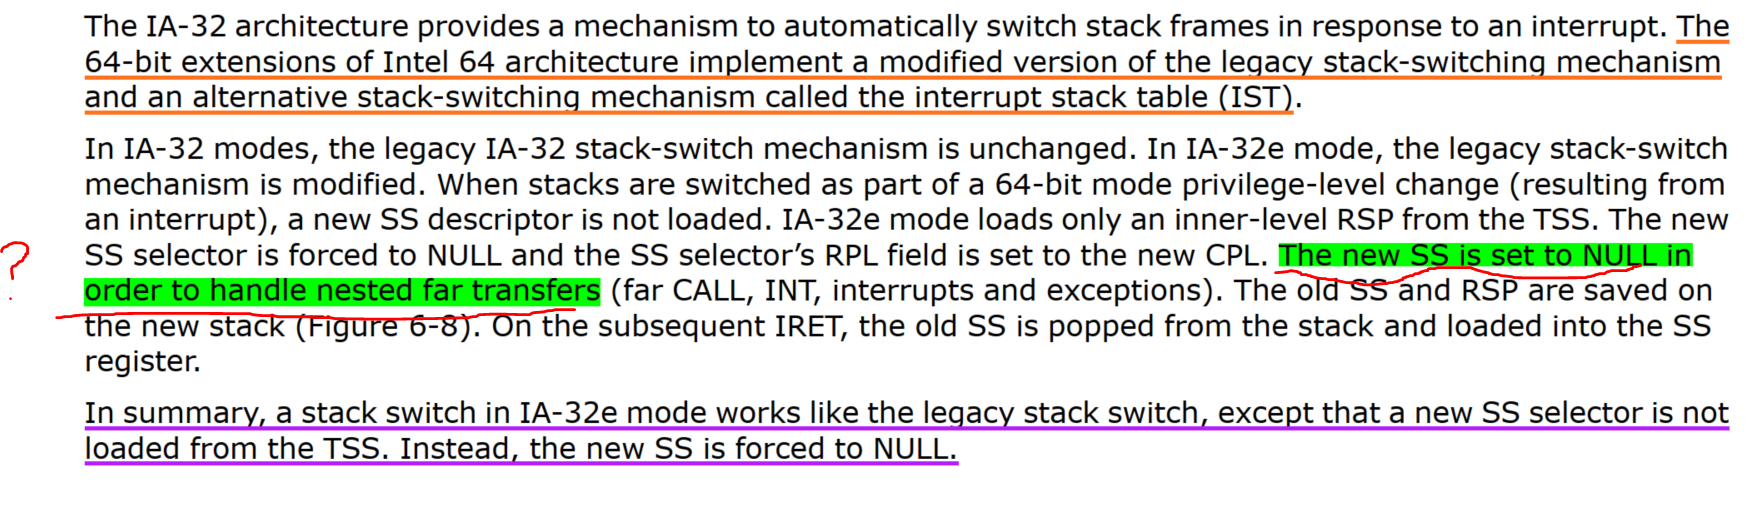 The IA-32 architecture provides a mechanism to automatically switch stack frames in response to an interrupt. The
64-bit extensions of Intel 64 architecture implement a modified version of the legacy stack-switching mechanism
and an alternative stack-switching mechanism called the interrupt stack table (IST).
In IA-32 modes, the legacy IA-32 stack-switch mechanism is unchanged. In IA-32e mode, the legacy stack-switch
mechanism is modified. When stacks are switched as part of a 64-bit mode privilege-level change (resulting from
an interrupt), a new SS descriptor is not loaded. IA-32e mode loads only an inner-level RSP from the TSS. The new
SS selector is forced to NULL and the SS selector’s RPL field is set to the new CPL. The new SS is set to NULL in
?
order to handle nested far transfers (far CALL, INT, interrupts and exceptions). The old SS and RSP are saved on
the new stack (Figure 6-8). On the subsequent IRET, the old SS is popped from the stack and loaded into the SS
register.
In summary, a stack switch in IA-32e mode works like the legacy stack switch, except that a new SS selector is not
loaded from the TSS. Instead, the new SS is forced to NULL.